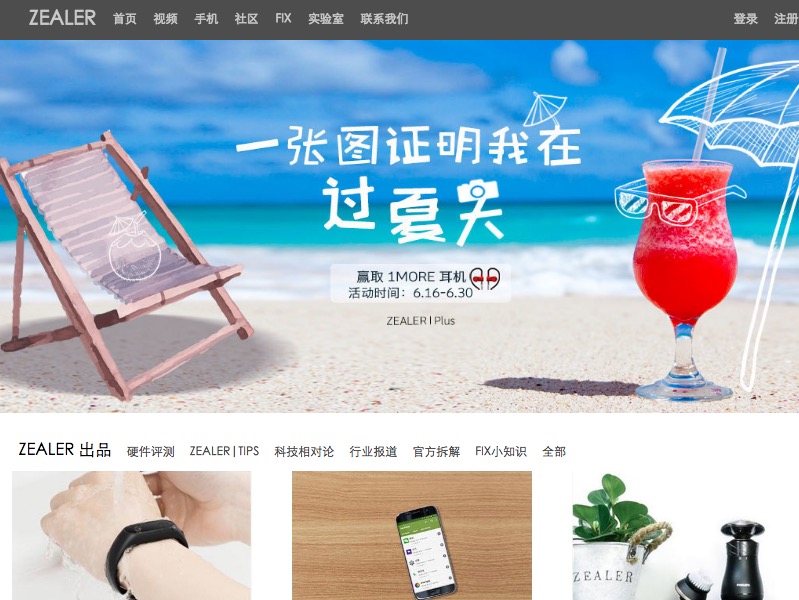 ZEALER 首页 视频 手机 社区 FIX 实验室 联系我们 登录 注册
一张图证明我在
过夏天
赢取 1MORE 耳机
活动时间：6.16-6.30
ZEALER | Plus
ZEALER 出品 硬件评测 ZEALER | TIPS 科技相对论 行业报道 官方拆解 FIX小知识 全部
ZEALER